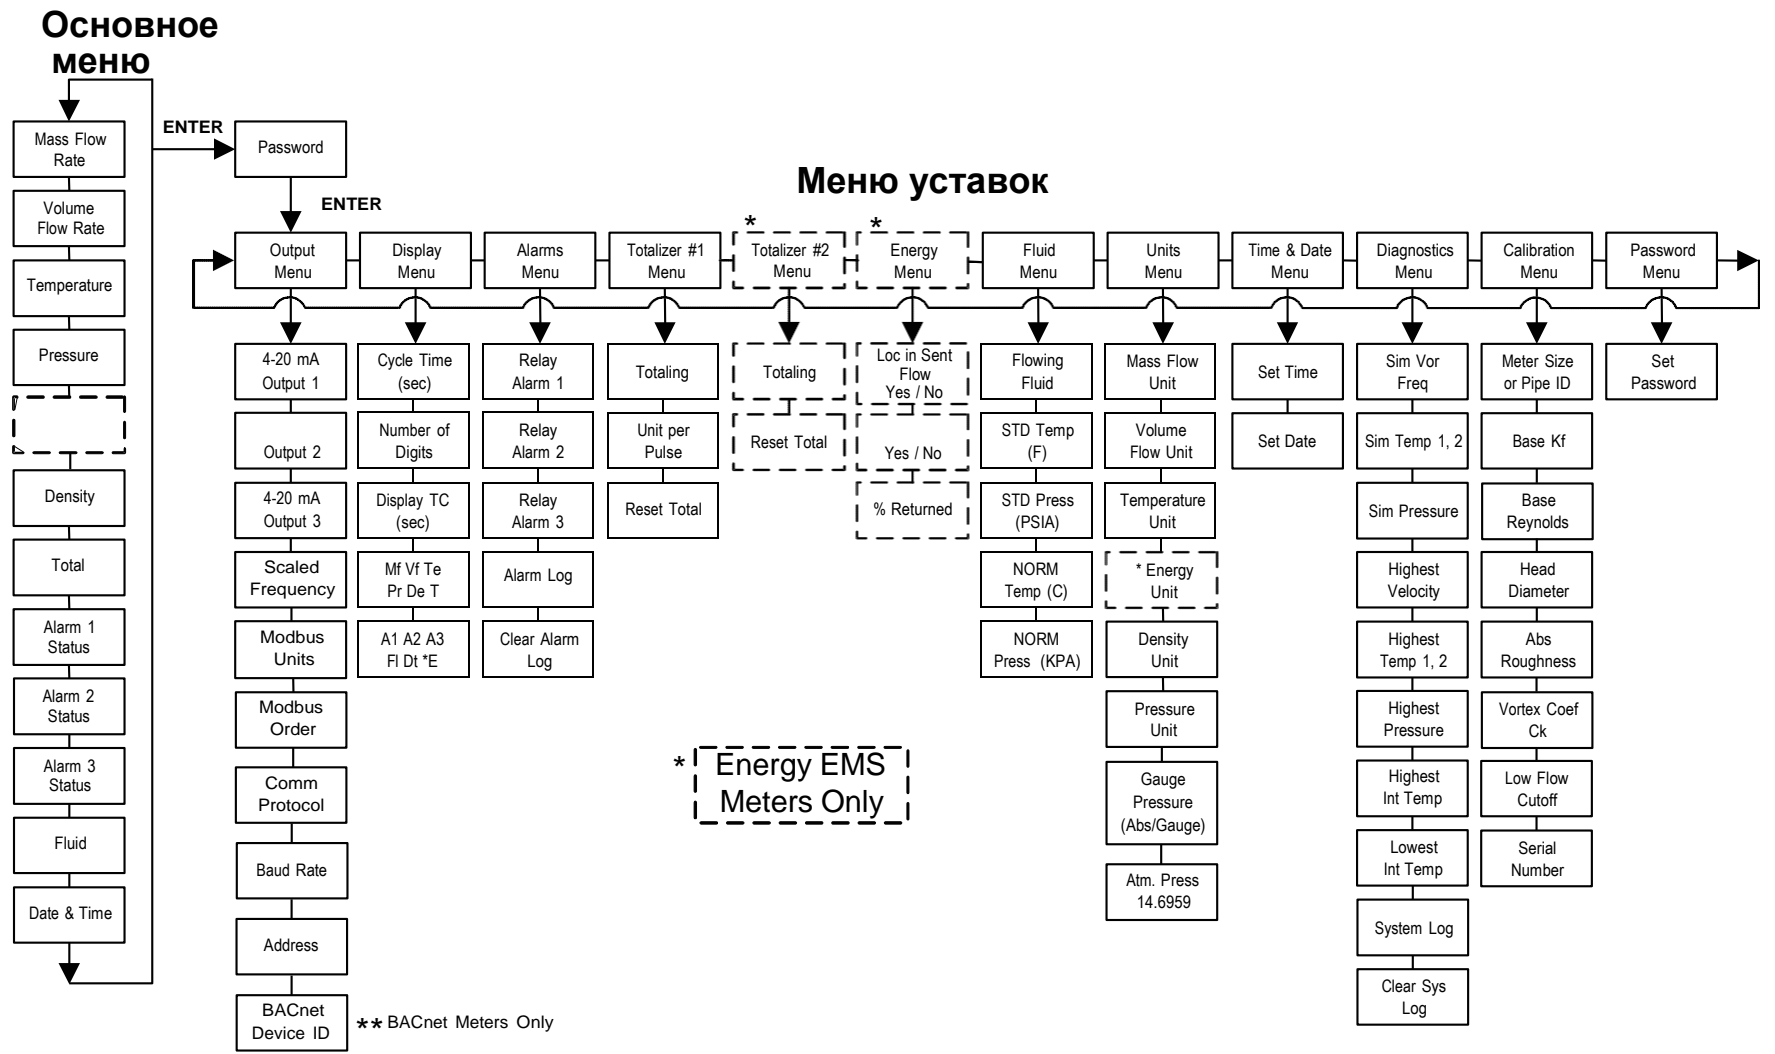 Основное
меню
ENTER
Mass Flow
Rate
Volume
Flow Rate
Temperature
Pressure
Density
Total
Alarm 1
Status
Alarm 2
Status
Alarm 3
Status
Fluid
Date & Time
Password
ENTER
Меню уставок
*
*
Output
Menu
Display
Menu
Alarms
Menu
Totalizer #1
Menu
Totalizer #2
Menu
Energy
Menu
Fluid
Menu
Units
Menu
Time & Date
Menu
Diagnostics
Menu
Calibration
Menu
Password
Menu
4-20 mA
Output 1
Output 2
4-20 mA
Output 3
Scaled
Frequency
Modbus
Units
Modbus
Order
Comm
Protocol
Baud Rate
Address
BACnet
Device ID
** BACnet Meters Only
Cycle Time
(sec)
Number of
Digits
Display TC
(sec)
Mf Vf Te
Pr De T
A1 A2 A3
Fl Dt *E
Relay
Alarm 1
Relay
Alarm 2
Relay
Alarm 3
Alarm Log
Clear Alarm
Log
Totaling
Unit per
Pulse
Reset Total
Totaling
Reset Total
Loc in Sent
Flow
Yes / No
Yes / No
% Returned
Flowing
Fluid
STD Temp
(F)
STD Press
(PSIA)
NORM
Temp (C)
NORM
Press (KPA)
Mass Flow
Unit
Volume
Flow Unit
Temperature
Unit
* Energy
Unit
Density
Unit
Pressure
Unit
Gauge
Pressure
(Abs/Gauge)
Atm. Press
14.6959
Set Time
Set Date
Sim Vor
Freq
Sim Temp 1, 2
Sim Pressure
Highest
Velocity
Highest
Temp 1, 2
Highest
Pressure
Highest
Int Temp
Lowest
Int Temp
System Log
Clear Sys
Log
Meter Size
or Pipe ID
Base Kf
Base
Reynolds
Head
Diameter
Abs
Roughness
Vortex Coef
Ck
Low Flow
Cutoff
Serial
Number
Set
Password
* Energy EMS
Meters Only